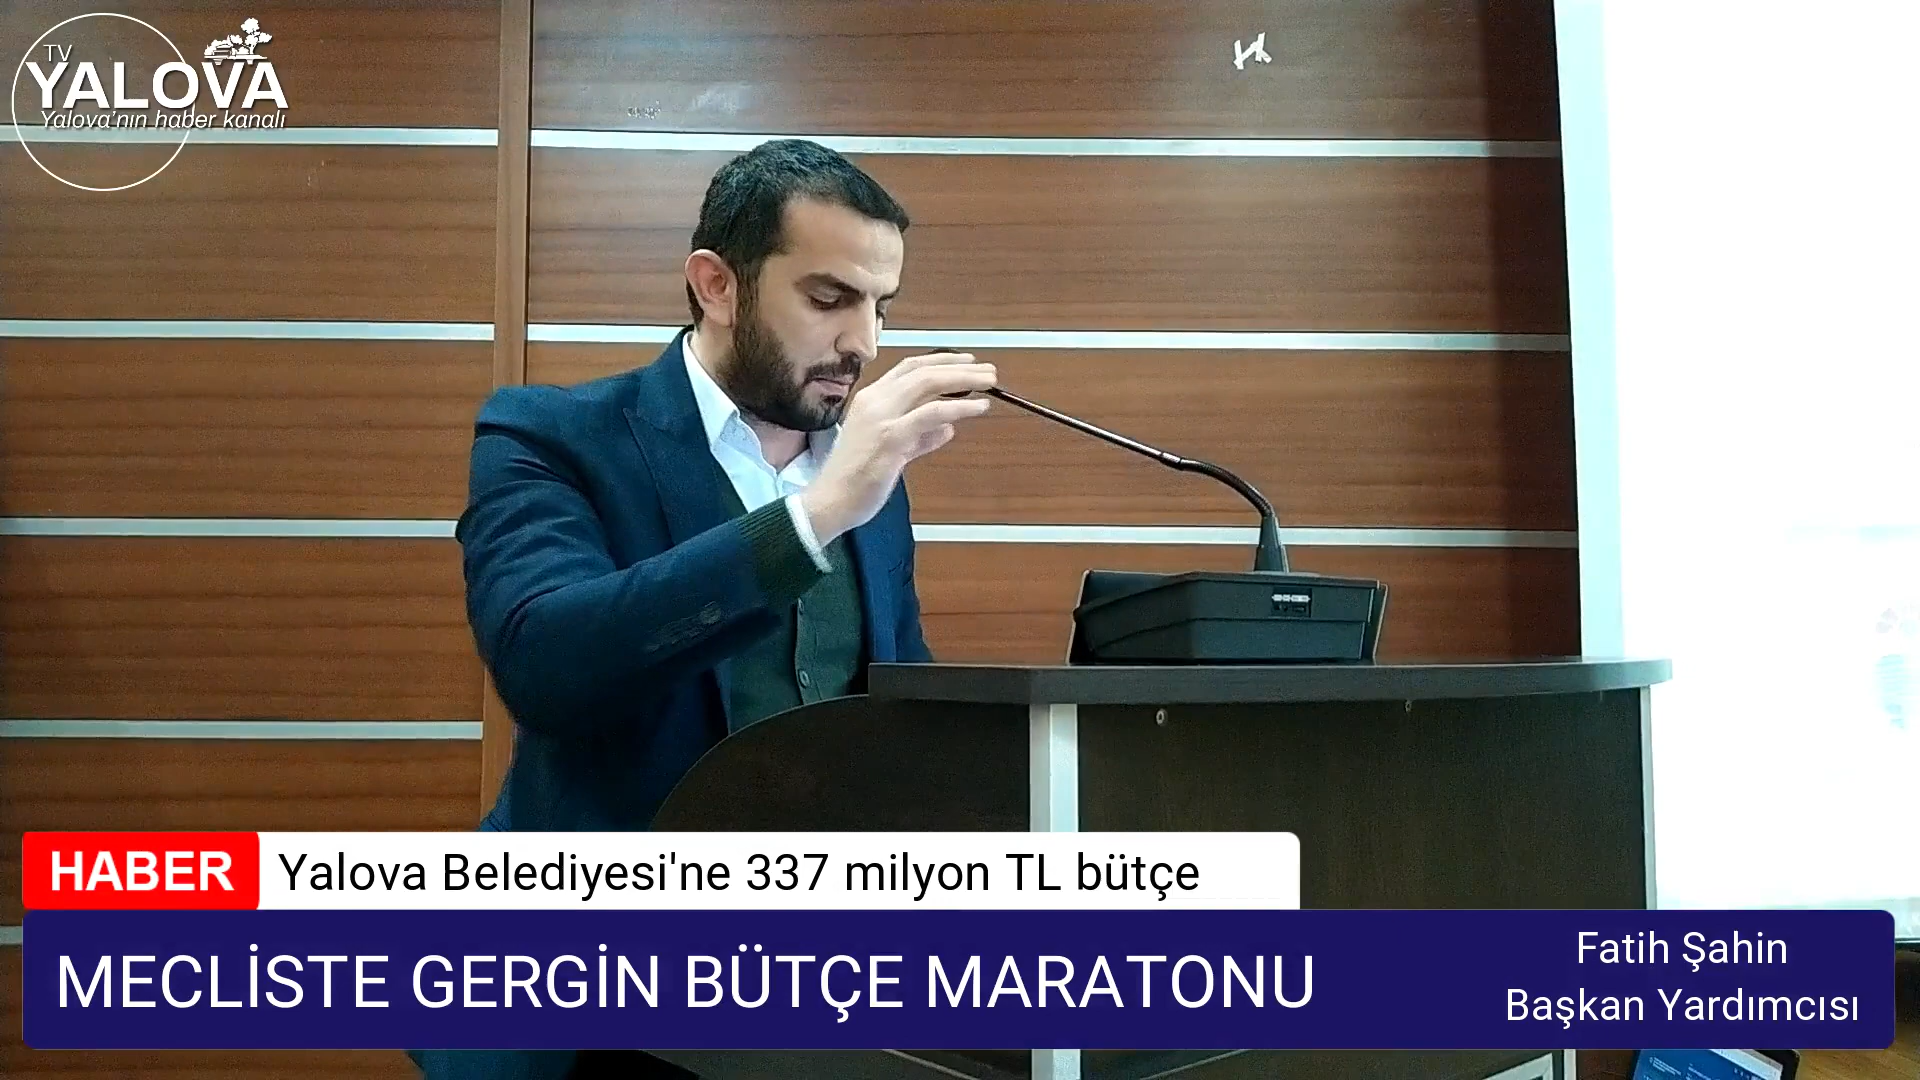 TV
YALOVA
Yalova'nın haber kanalı
HABER
Yalova Belediyesi'ne 337 milyon TL bütçe
MECLİSTE GERGİN BÜTÇE MARATONU
Fatih Şahin
Başkan Yardımcısı